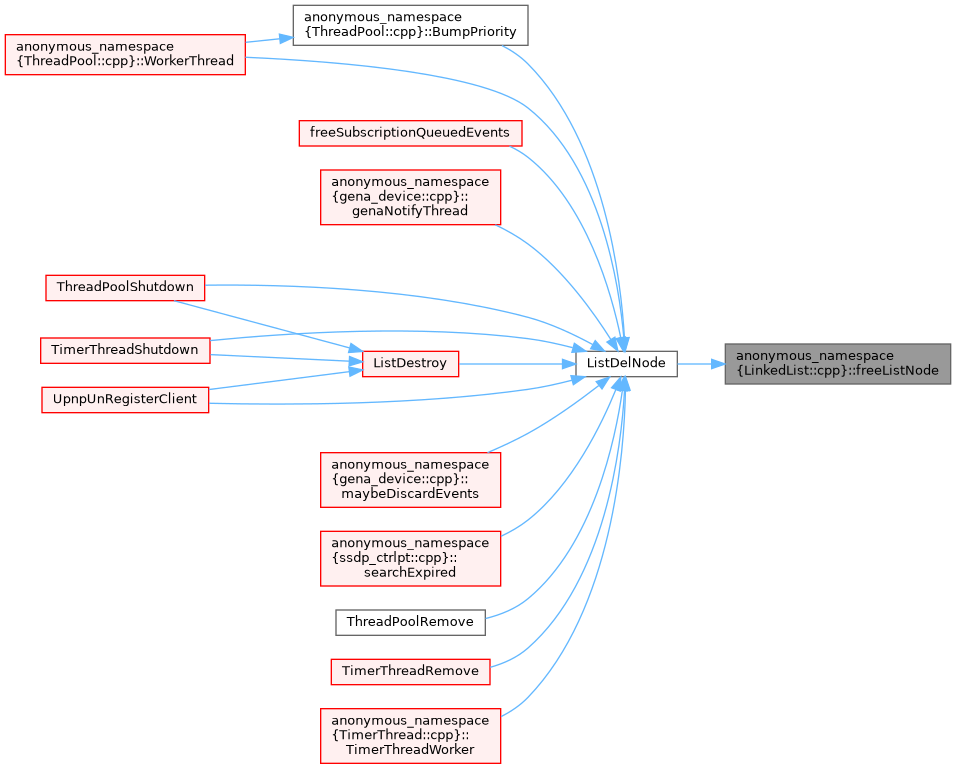 anonymous_namespace
{ThreadPool::cpp}::BumpPriority
anonymous_namespace
{ThreadPool::cpp}::WorkerThread
freeSubscriptionQueuedEvents
anonymous_namespace
{gena_device::cpp}::
genaNotifyThread
ThreadPoolShutdown
TimerThreadShutdown
ListDestroy
ListDelNode
anonymous_namespace
{LinkedList::cpp}::freeListNode
UpnpUnRegisterClient
anonymous_namespace
{gena_device::cpp}::
maybeDiscardEvents
anonymous_namespace
{ssdp_ctrlpt::cpp}::
searchExpired
ThreadPoolRemove
TimerThreadRemove
anonymous_namespace
{TimerThread::cpp}::
TimerThreadWorker